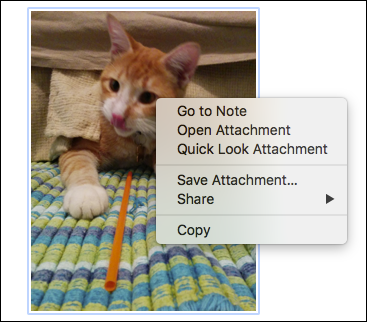 Go to Note
Open Attachment
Quick Look Attachment
Save Attachment...
Share
Copy